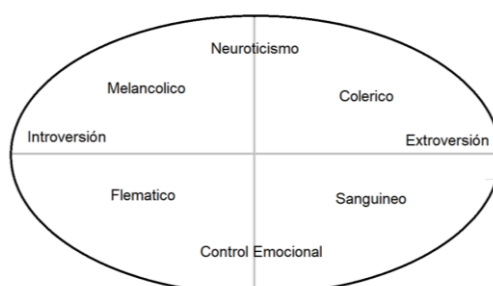 Neuroticismo
Melancolico
Colerico
Introversión
Extroversión
Flematico
Sanguineo
Control Emocional